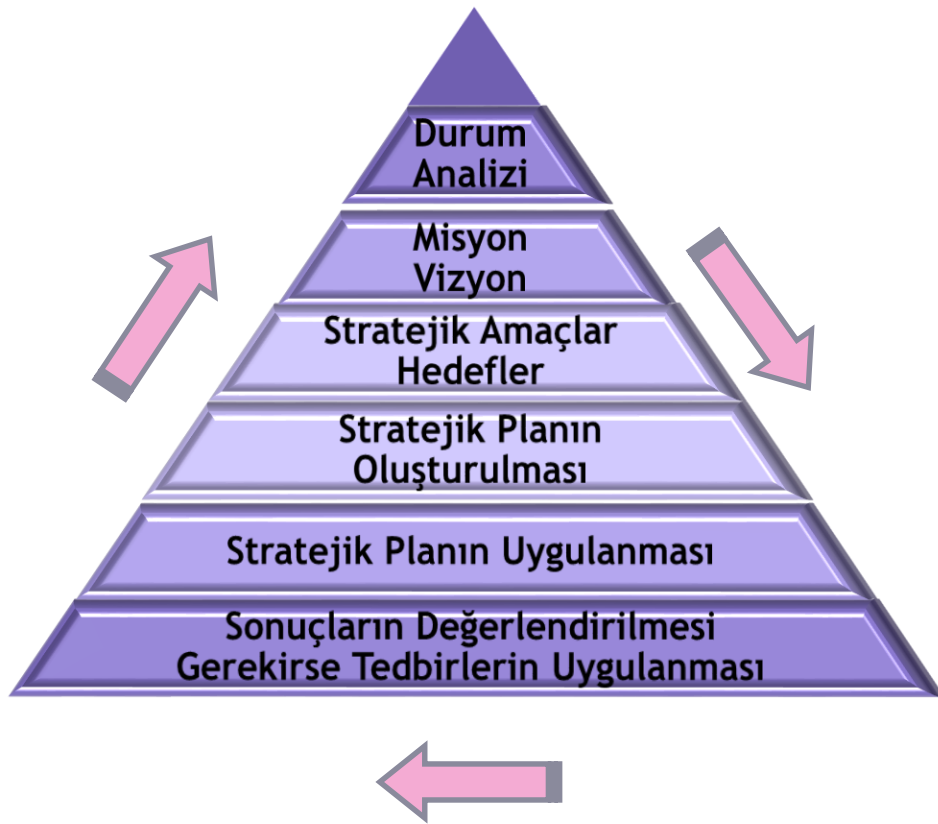 Durum
Analizi
Misyon
Vizyon
Stratejik Amaçlar
Hedefler
Stratejik Planın
Oluşturulması
Stratejik Planın Uygulanması
Sonuçların Değerlendirilmesi
Gerekirse Tedbirlerin Uygulanması